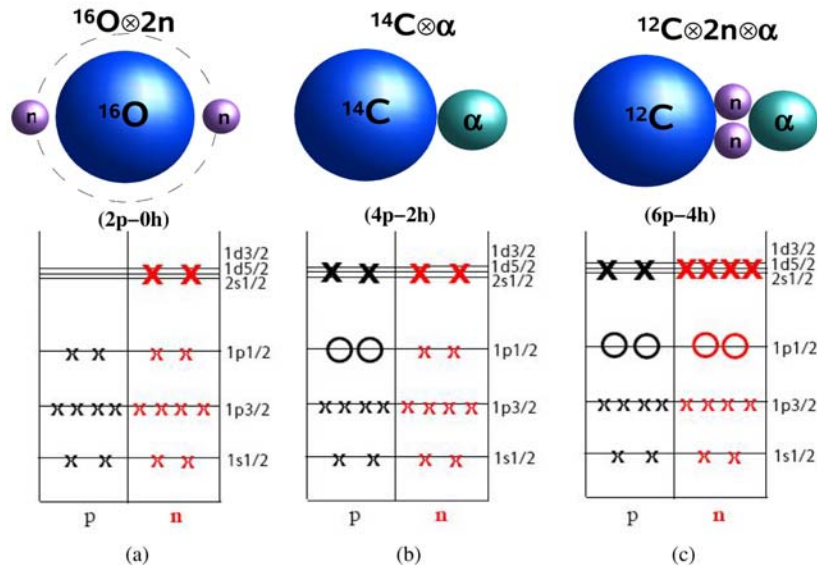 ¹⁶O⊗2n
n
¹⁶O
n
(2p−0h)
1d3/2
1d5/2
2s1/2
1p1/2
1p3/2
1s1/2
p n
(a)
¹⁴C⊗α
¹⁴C
α
(4p−2h)
1d3/2
1d5/2
2s1/2
1p1/2
1p3/2
1s1/2
p n
(b)
¹²C⊗2n⊗α
¹²C
n
n
α
(6p−4h)
1d3/2
1d5/2
2s1/2
1p1/2
1p3/2
1s1/2
p n
(c)